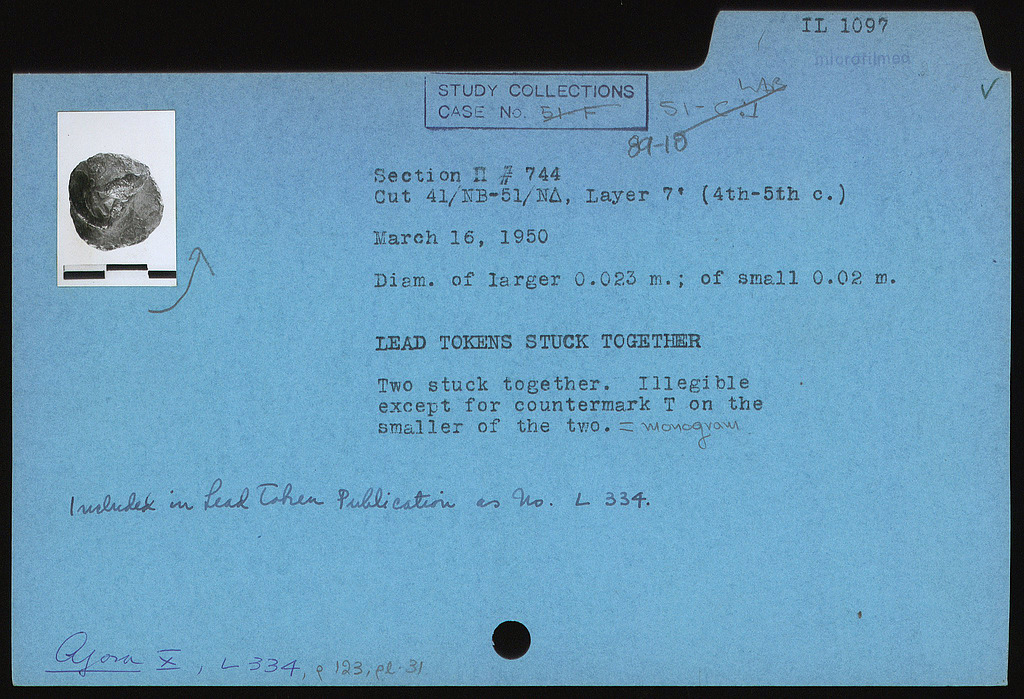 IL 1097
microfilmed
STUDY COLLECTIONS
CASE No. 51-F
LAB
51-C.1
89-18
Section Π # 744
Cut 41/NB-51/NΔ, Layer 7' (4th-5th c.)
March 16, 1950
Diam. of larger 0.023 m.; of small 0.02 m.
LEAD TOKENS STUCK TOGETHER
Two stuck together. Illegible
except for countermark T on the
smaller of the two. = monogram
Included in Lead Token Publication as No. L 334.
Agora X, L 334, p 123, pl. 31